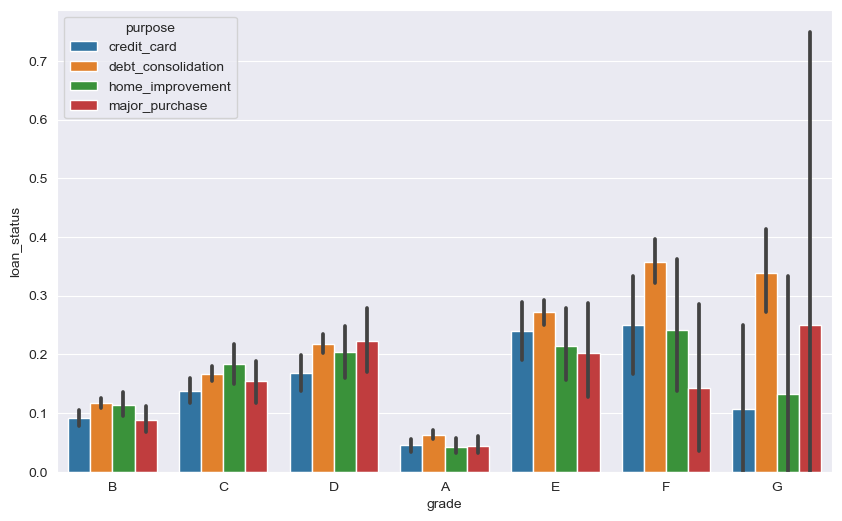 purpose
credit_card
debt_consolidation
home_improvement
major_purchase
0.7
0.6
0.5
0.4
0.3
0.2
0.1
0.0
loan_status
B C D A E F G
grade